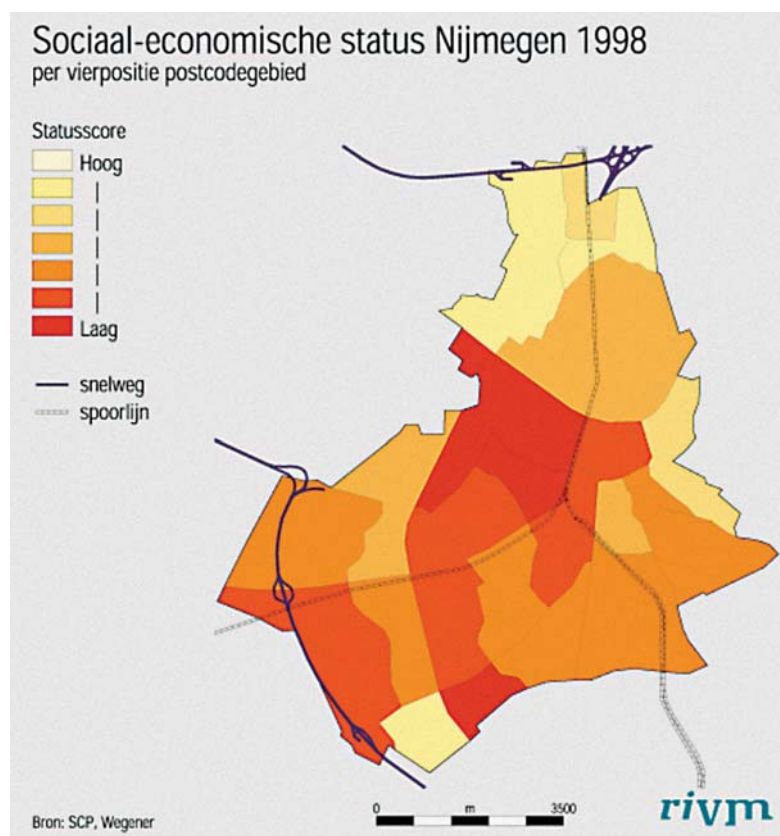 Sociaal-economische status Nijmegen 1998
per vierpositie postcodegebied
Statusscore
Hoog
Laag
snelweg
spoorlijn
Bron: SCP, Wegener
0 m 3500
rivm